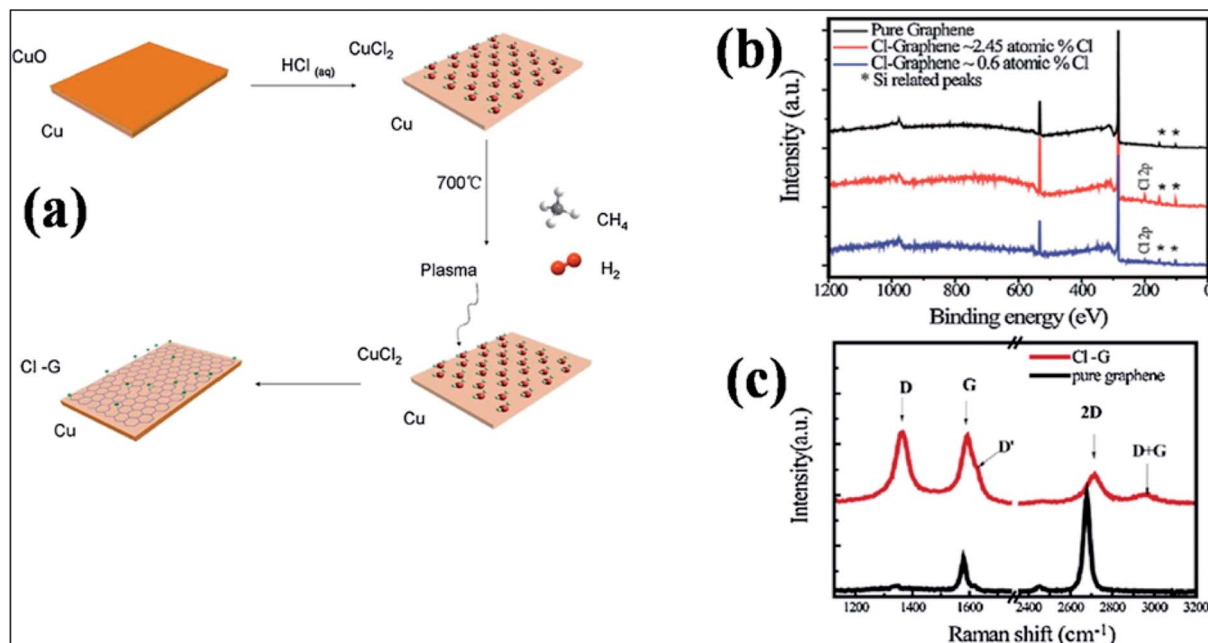 (a)
CuO
Cu
HCl (aq)
CuCl2
Cu
700℃
CH4
H2
Plasma
CuCl2
Cu
Cl -G
Cu
(b)
Pure Graphene
Cl-Graphene ~2.45 atomic % Cl
Cl-Graphene ~ 0.6 atomic % Cl
* Si related peaks
Intensity (a.u.)
* *
Cl 2p
* *
Cl 2p
* *
1200 1000 800 600 400 200 0
Binding energy (eV)
(c)
Cl -G
pure graphene
Intensity(a.u.)
D
G
D'
2D
D+G
1200 1400 1600 2400 2600 2800 3000 3200
Raman shift (cm-1)